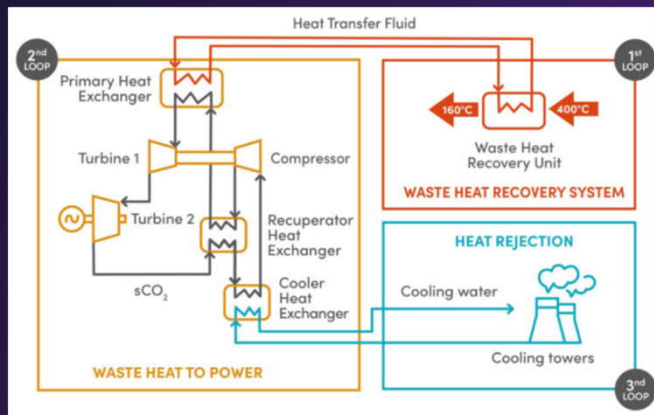 Heat Transfer Fluid
2nd
LOOP
1st
LOOP
Primary Heat
Exchanger
160°C
400°C
Turbine 1
Compressor
Waste Heat
Recovery Unit
WASTE HEAT RECOVERY SYSTEM
Turbine 2
Recuperator
Heat
Exchanger
HEAT REJECTION
sCO₂
Cooler
Heat
Exchanger
Cooling water
Cooling towers
WASTE HEAT TO POWER
3rd
LOOP